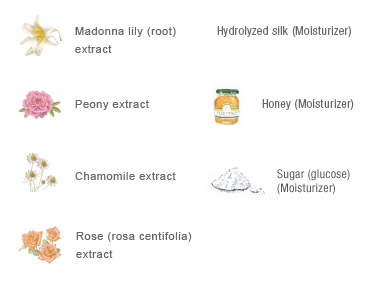 Madonna lily (root)
extract
Hydrolyzed silk (Moisturizer)
Peony extract
Honey (Moisturizer)
Chamomile extract
Sugar (glucose)
(Moisturizer)
Rose (rosa centifolia)
extract